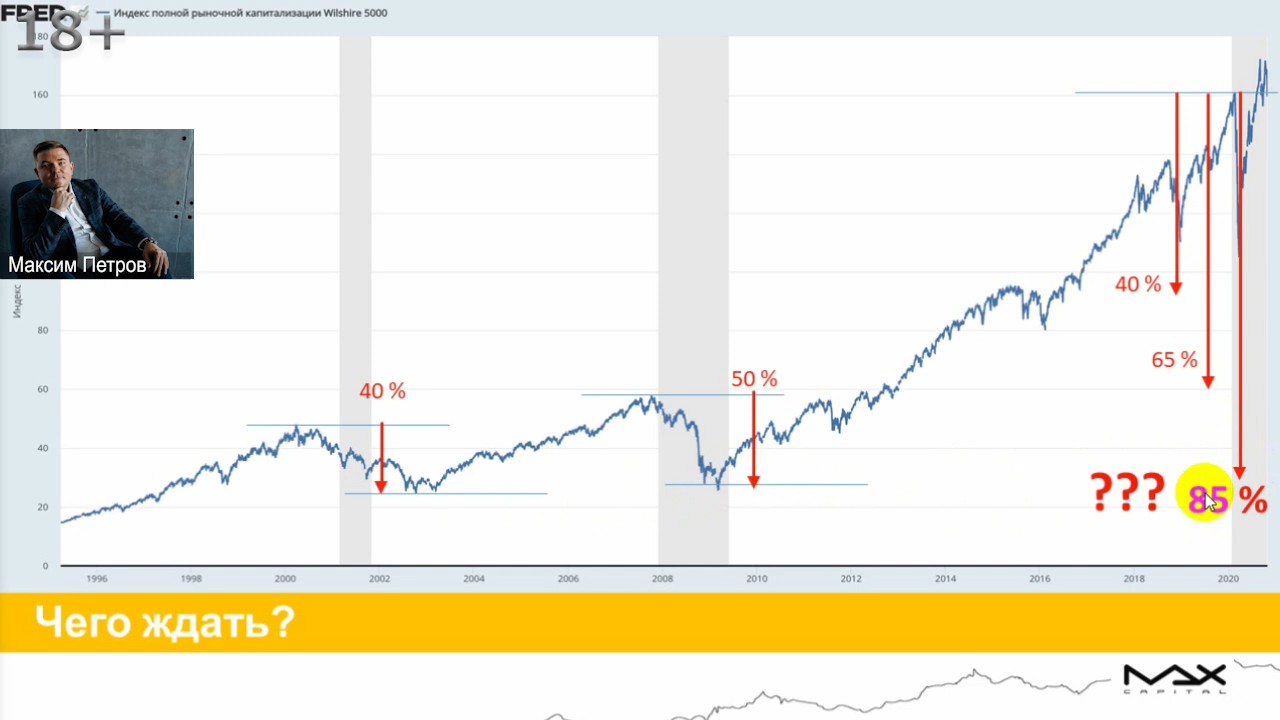 FRED
Индекс полной рыночной капитализации Wilshire 5000
18+
180
160
Максим Петров
Индекс
80
60
40
20
0
40 %
50 %
40 %
65 %
??? 85 %
1996 1998 2000 2002 2004 2006 2008 2010 2012 2014 2016 2018 2020
Чего ждать?
MAX
CAPITAL